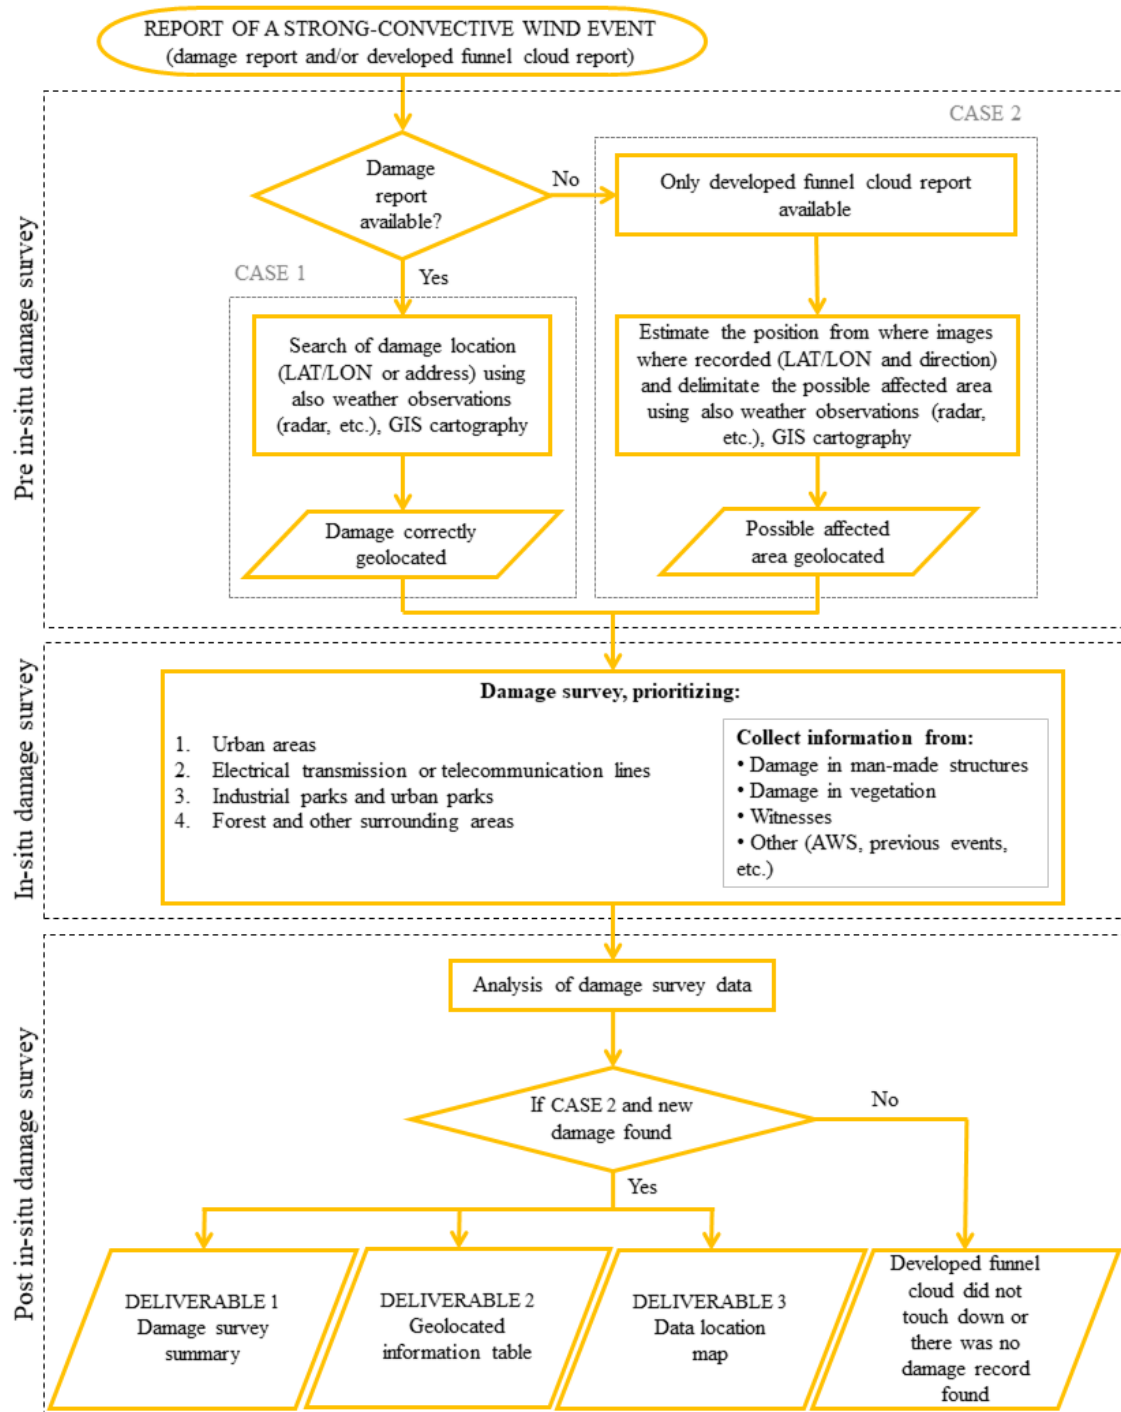 REPORT OF A STRONG-CONVECTIVE WIND EVENT
(damage report and/or developed funnel cloud report)
Pre in-situ damage survey
CASE 2
Damage
report
available?
No
Only developed funnel cloud report
available
CASE 1
Yes
Search of damage location
(LAT/LON or address) using
also weather observations
(radar, etc.), GIS cartography
Estimate the position from where images
where recorded (LAT/LON and direction)
and delimitate the possible affected area
using also weather observations (radar,
etc.), GIS cartography
Damage correctly
geolocated
Possible affected
area geolocated
In-situ damage survey
Damage survey, prioritizing:
1. Urban areas
2. Electrical transmission or telecommunication lines
3. Industrial parks and urban parks
4. Forest and other surrounding areas
Collect information from:
• Damage in man-made structures
• Damage in vegetation
• Witnesses
• Other (AWS, previous events,
etc.)
Post in-situ damage survey
Analysis of damage survey data
If CASE 2 and new
damage found
No
Yes
DELIVERABLE 1
Damage survey
summary
DELIVERABLE 2
Geolocated
information table
DELIVERABLE 3
Data location
map
Developed funnel
cloud did not
touch down or
there was no
damage record
found